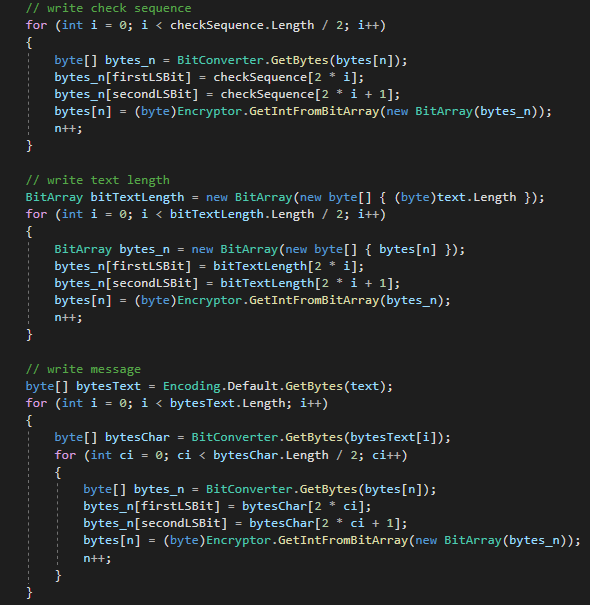 // write check sequence
for (int i = 0; i < checkSequence.Length / 2; i++)
{
    byte[] bytes_n = BitConverter.GetBytes(bytes[n]);
    bytes_n[firstLSBit] = checkSequence[2 * i];
    bytes_n[secondLSBit] = checkSequence[2 * i + 1];
    bytes[n] = (byte)Encryptor.GetIntFromBitArray(new BitArray(bytes_n));
    n++;
}

// write text length
BitArray bitTextLength = new BitArray(new byte[] { (byte)text.Length });
for (int i = 0; i < bitTextLength.Length / 2; i++)
{
    BitArray bytes_n = new BitArray(new byte[] { bytes[n] });
    bytes_n[firstLSBit] = bitTextLength[2 * i];
    bytes_n[secondLSBit] = bitTextLength[2 * i + 1];
    bytes[n] = (byte)Encryptor.GetIntFromBitArray(bytes_n);
    n++;
}

// write message
byte[] bytesText = Encoding.Default.GetBytes(text);
for (int i = 0; i < bytesText.Length; i++)
{
    byte[] bytesChar = BitConverter.GetBytes(bytesText[i]);
    for (int ci = 0; ci < bytesChar.Length / 2; ci++)
    {
        byte[] bytes_n = BitConverter.GetBytes(bytes[n]);
        bytes_n[firstLSBit] = bytesChar[2 * ci];
        bytes_n[secondLSBit] = bytesChar[2 * ci + 1];
        bytes[n] = (byte)Encryptor.GetIntFromBitArray(new BitArray(bytes_n));
        n++;
    }
}